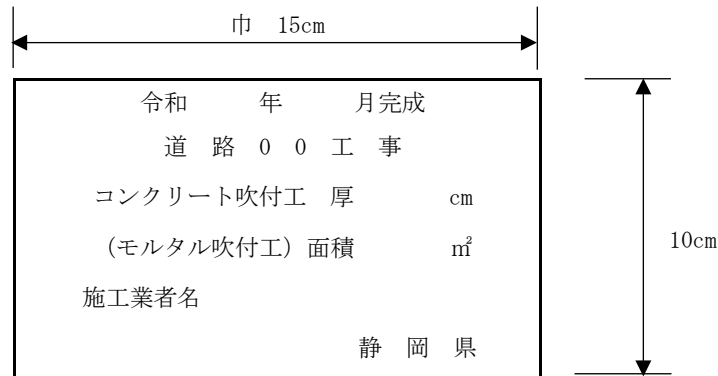 巾 15cm
令和 年 月完成
道 路 0 0 工 事
コンクリート吹付工 厚 cm
(モルタル吹付工)面積 ㎡
10cm
施工業者名
静 岡 県